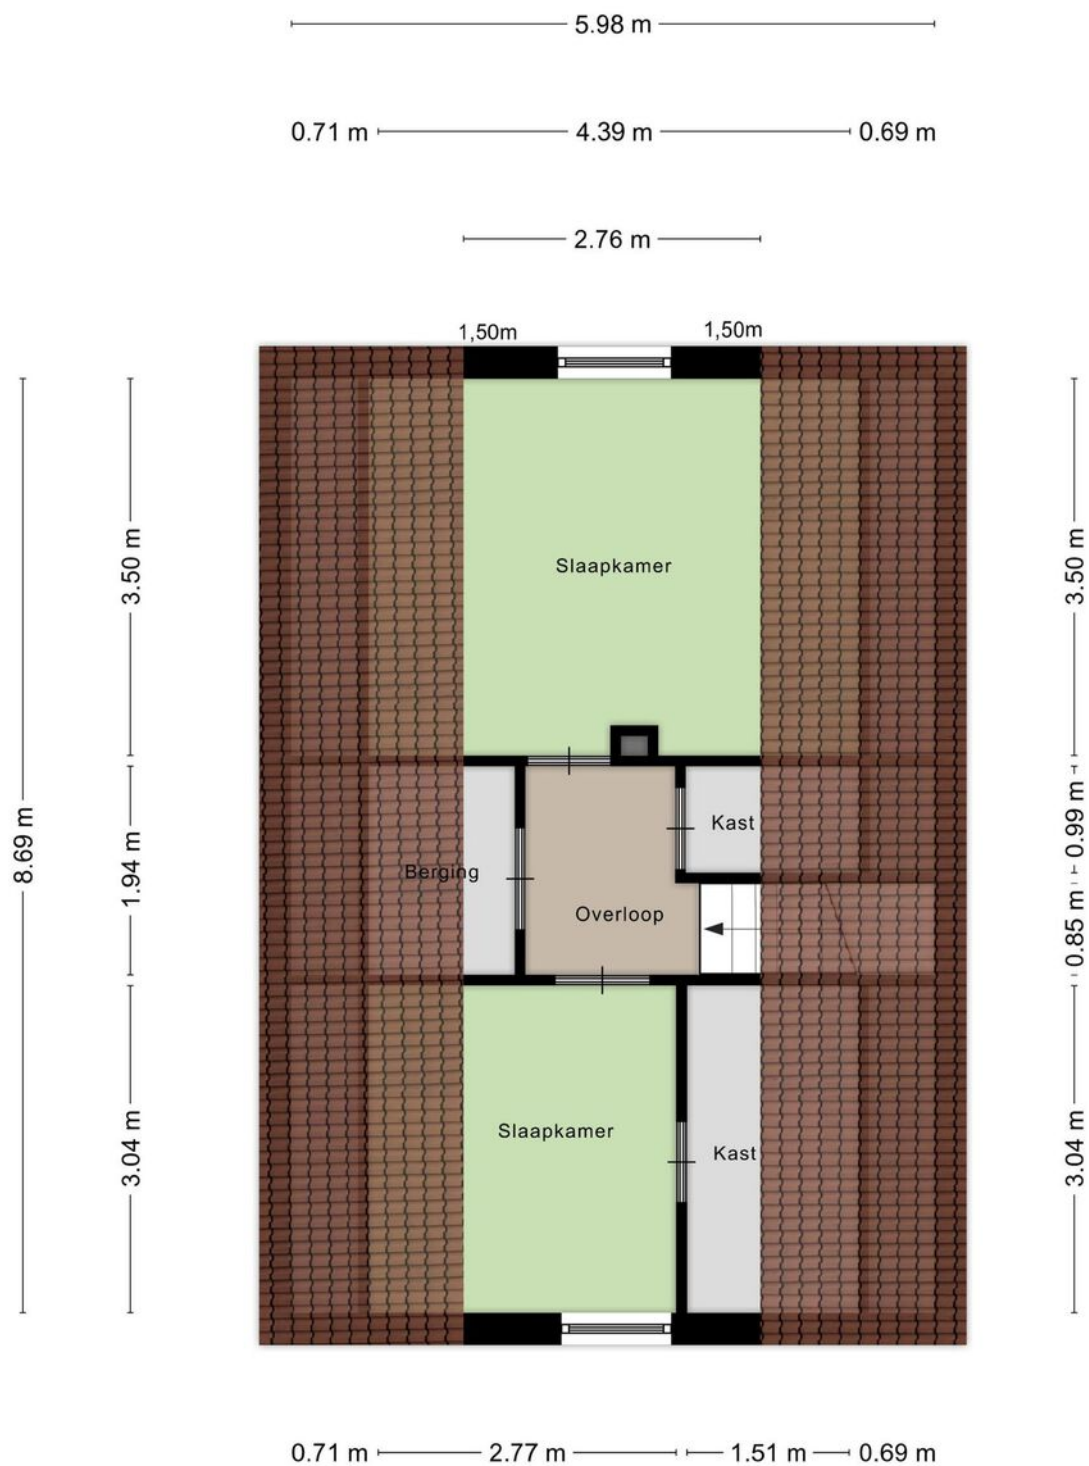 5.98 m
0.71 m 4.39 m 0.69 m
2.76 m
1,50m 1,50m
8.69 m
3.50 m
1.94 m
3.04 m
Slaapkamer
Kast
Berging
Overloop
Slaapkamer
Kast
3.50 m
0.99 m
0.85 m
3.04 m
0.71 m 2.77 m 1.51 m 0.69 m